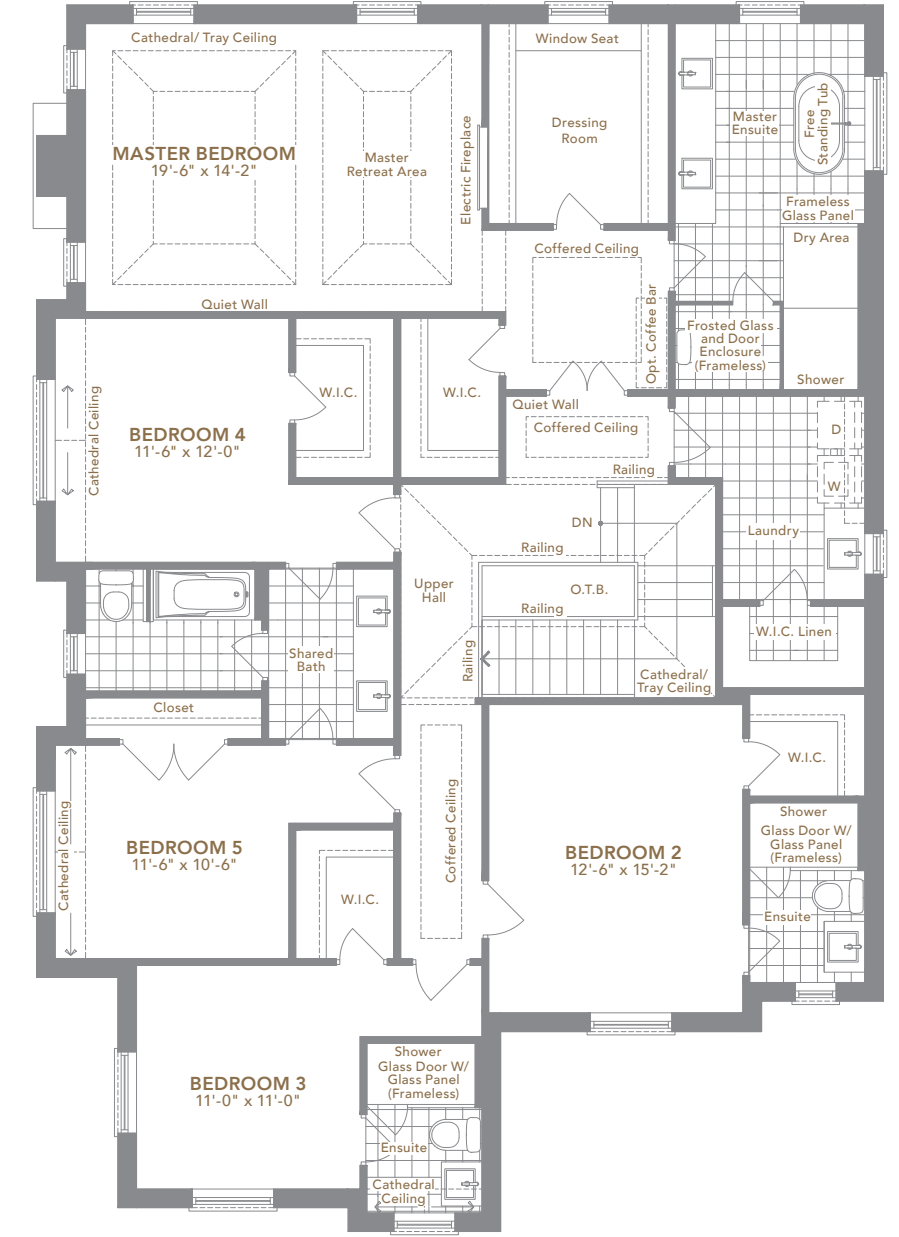 Cathedral/ Tray Ceiling
MASTER BEDROOM
19'-6" x 14'-2"
Master
Retreat Area
Electric Fireplace
Quiet Wall
Window Seat
Dressing
Room
Master
Ensuite
Free
Standing Tub
Frameless
Glass Panel
Dry Area
Shower
Coffered Ceiling
Opt. Coffee Bar
Frosted Glass
and Door
Enclosure
(Frameless)
Cathedral Ceiling
BEDROOM 4
11'-6" x 12'-0"
W.I.C.
W.I.C.
Quiet Wall
Coffered Ceiling
Railing
D
W
Laundry
DN
Railing
O.T.B.
Railing
Upper
Hall
Railing
Cathedral/
Tray Ceiling
W.I.C. Linen
Shared
Bath
Closet
Cathedral Ceiling
BEDROOM 5
11'-6" x 10'-6"
W.I.C.
Coffered Ceiling
BEDROOM 2
12'-6" x 15'-2"
W.I.C.
Shower
Glass Door W/
Glass Panel
(Frameless)
Ensuite
BEDROOM 3
11'-0" x 11'-0"
Shower
Glass Door W/
Glass Panel
(Frameless)
Ensuite
Cathedral
Ceiling